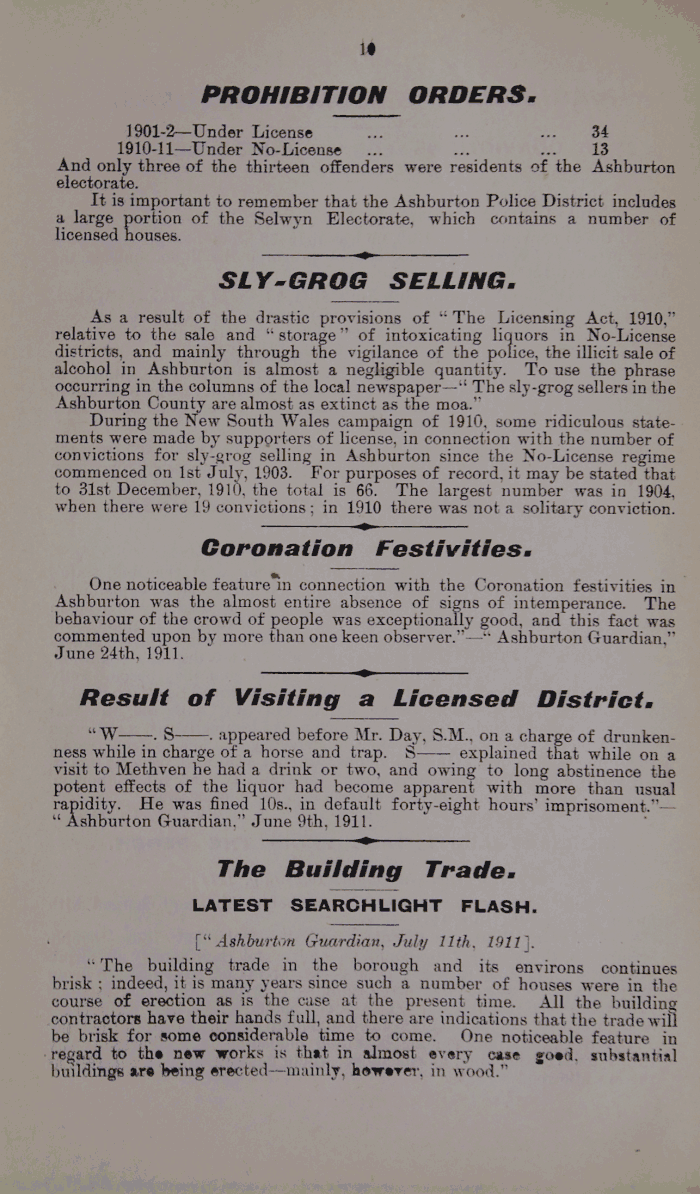 10
PROHIBITION ORDERS.
1901-2—Under License ... ... ... 34
1910-11—Under No-License ... ... ... 13
And only three of the thirteen offenders were residents of the Ashburton
electorate.
It is important to remember that the Ashburton Police District includes
a large portion of the Selwyn Electorate, which contains a number of
licensed houses.
SLY-GROG SELLING.
As a result of the drastic provisions of "The Licensing Act, 1910,"
relative to the sale and "storage" of intoxicating liquors in No-License
districts, and mainly through the vigilance of the police, the illicit sale of
alcohol in Ashburton is almost a negligible quantity. To use the phrase
occurring in the columns of the local newspaper—"The sly-grog sellers in the
Ashburton County are almost as extinct as the moa."
During the New South Wales campaign of 1910, some ridiculous state-
ments were made by supporters of license, in connection with the number of
convictions for sly-grog selling in Ashburton since the No-License regime
commenced on 1st July, 1903. For purposes of record, it may be stated that
to 31st December, 1910, the total is 66. The largest number was in 1904,
when there were 19 convictions; in 1910 there was not a solitary conviction.
Coronation Festivities.
One noticeable feature in connection with the Coronation festivities in
Ashburton was the almost entire absence of signs of intemperance. The
behaviour of the crowd of people was exceptionally good, and this fact was
commented upon by more than one keen observer."—"Ashburton Guardian,"
June 24th, 1911.
Result of Visiting a Licensed District.
"W——. S——. appeared before Mr. Day, S.M., on a charge of drunken-
ness while in charge of a horse and trap. S—— explained that while on a
visit to Methven he had a drink or two, and owing to long abstinence the
potent effects of the liquor had become apparent with more than usual
rapidity. He was fined 10s., in default forty-eight hours' imprisoment."—
"Ashburton Guardian," June 9th, 1911.
The Building Trade.
LATEST SEARCHLIGHT FLASH.
["Ashburton Guardian, July 11th, 1911].
"The building trade in the borough and its environs continues
brisk; indeed, it is many years since such a number of houses were in the
course of erection as is the case at the present time. All the building
contractors have their hands full, and there are indications that the trade will
be brisk for some considerable time to come. One noticeable feature in
regard to the new works is that in almost every case good, substantial
buildings are being erected—mainly, however, in wood."